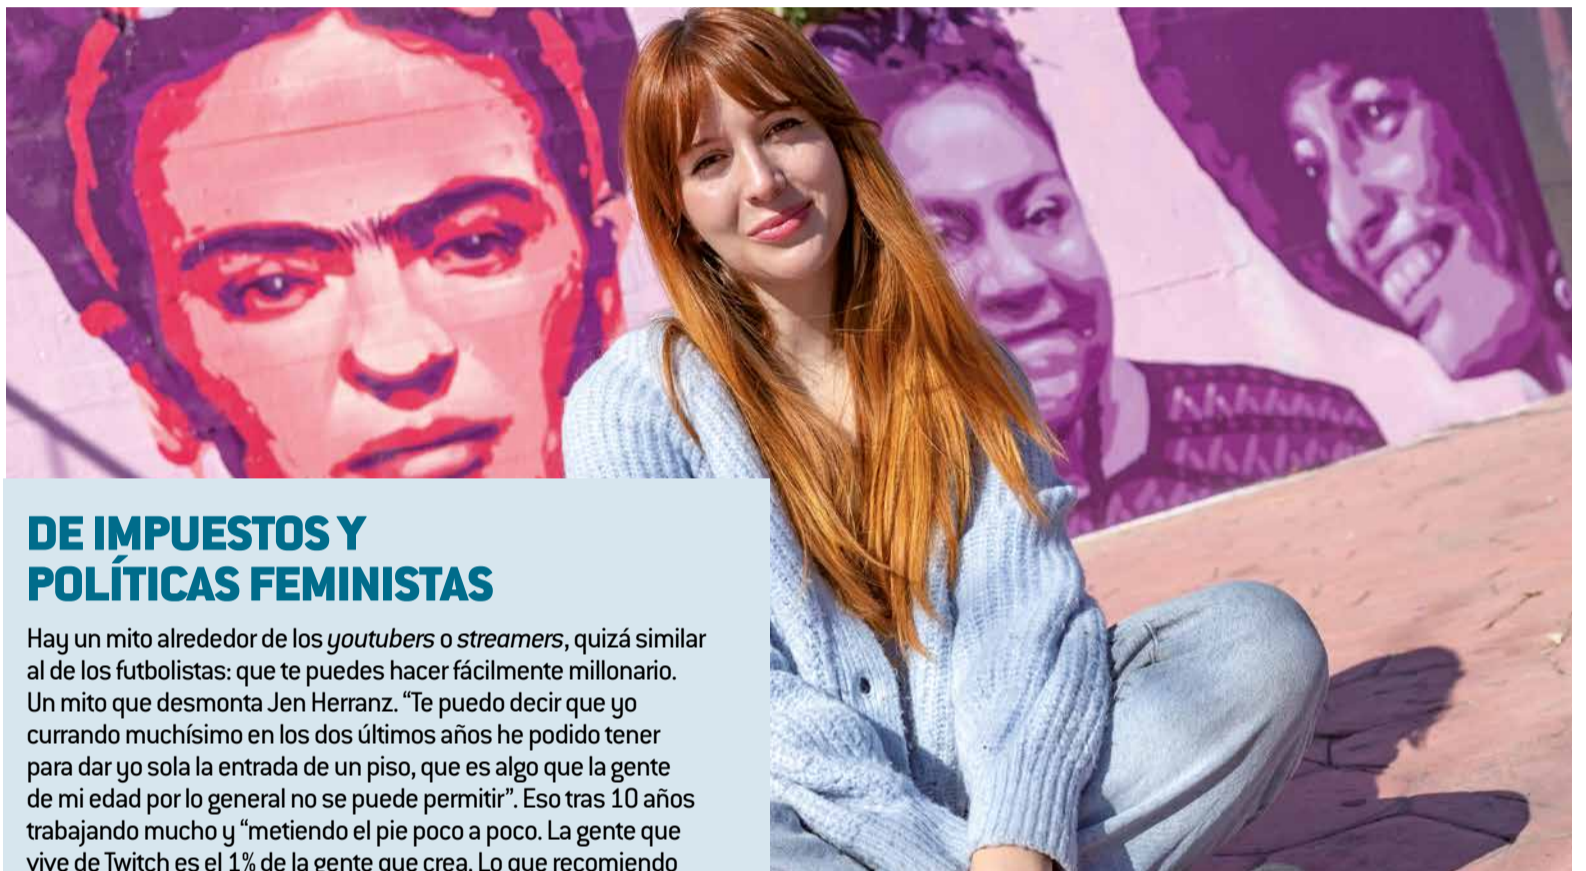 DE IMPUESTOS Y
POLÍTICAS FEMINISTAS
Hay un mito alrededor de los youtubers o streamers, quizá similar
al de los futbolistas: que te puedes hacer fácilmente millonario.
Un mito que desmonta Jen Herranz. “Te puedo decir que yo
currando muchísimo en los dos últimos años he podido tener
para dar yo sola la entrada de un piso, que es algo que la gente
de mi edad por lo general no se puede permitir”. Eso tras 10 años
trabajando mucho y “metiendo el pie poco a poco. La gente que
vive de Twitch es el 1% de la gente que crea. Lo que recomiendo